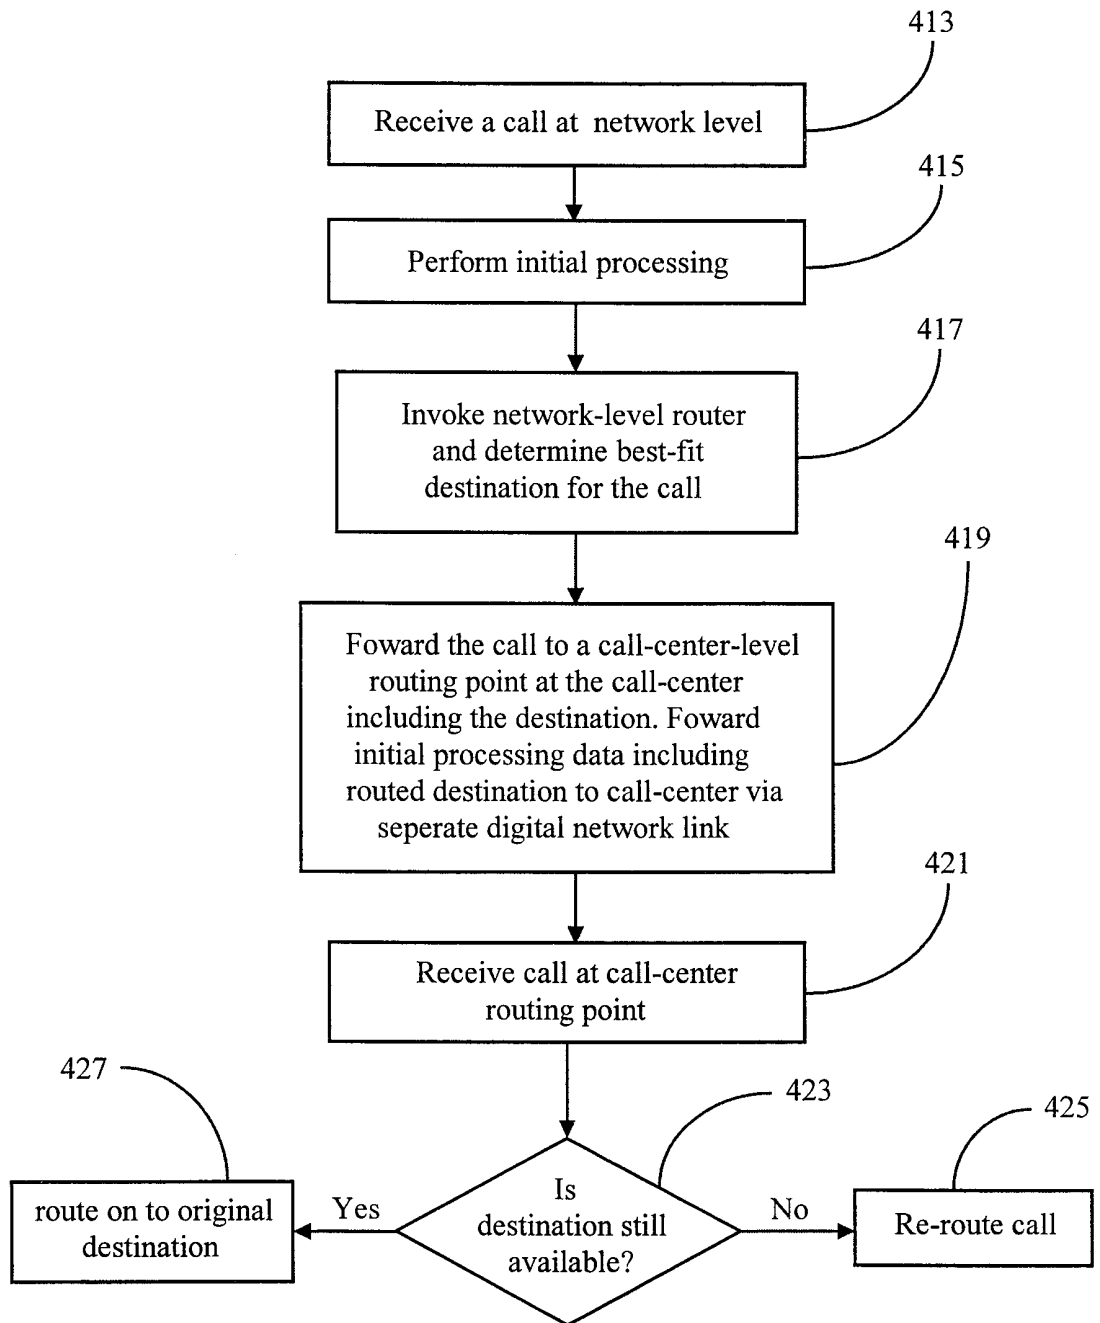 413
Receive a call at network level
415
Perform initial processing
417
Invoke network-level router
and determine best-fit
destination for the call
419
Foward the call to a call-center-level
routing point at the call-center
including the destination. Foward
initial processing data including
routed destination to call-center via
seperate digital network link
421
Receive call at call-center
routing point
427
423
425
route on to original
destination
Yes
Is
destination still
available?
No
Re-route call